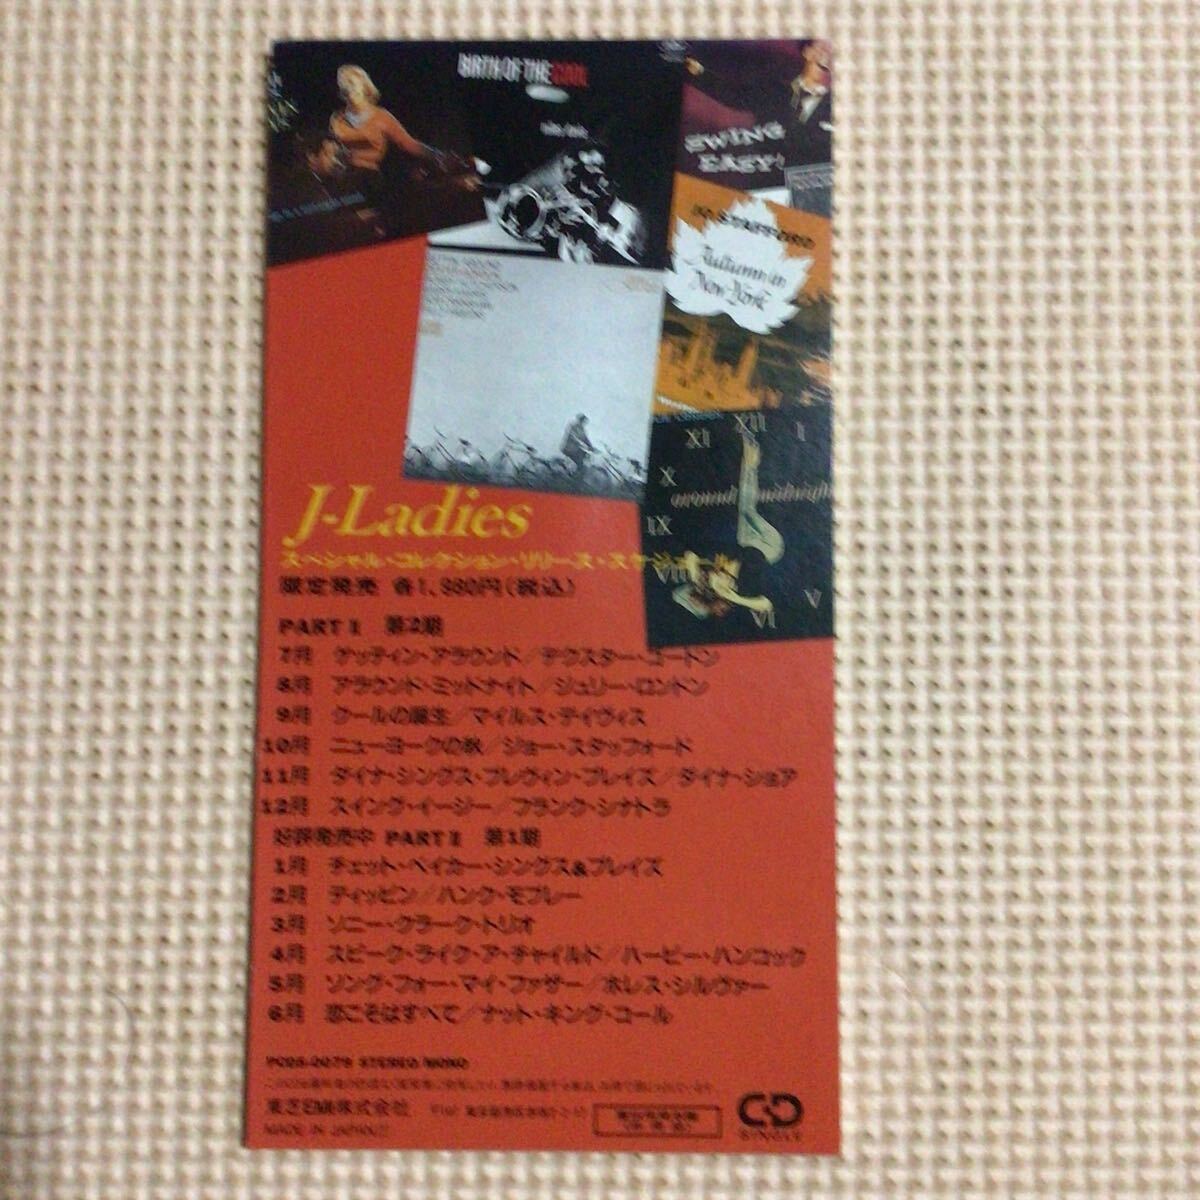 BIRTH OF THE COOL
SWING
EASY!
JO STAFFORD
Autumn in
New York
XI XII I
X
around midnight
IX
VIII
V
VI
J-Ladies
スペシャル・コレクション・リリース・スケジュール
限定発売 各1,980円(税込)
PART II 第2期
7月 ゲッティン・アラウンド/デクスター・ゴードン
8月 アラウンド・ミッドナイト/ジュリー・ロンドン
9月 クールの誕生/マイルス・デイヴィス
10月 ニューヨークの秋/ジョー・スタッフォード
11月 ダイナ・シングス・プレヴィン・プレイズ/ダイナ・ショア
12月 スイング・イージー/フランク・シナトラ
好評発売中 PART II 第1期
1月 チェット・ベイカー・シングス&プレイズ
2月 ディッピン/ハンク・モブレー
3月 ソニー・クラーク・トリオ
4月 スピーク・ライク・ア・チャイルド/ハービー・ハンコック
5月 ソング・フォー・マイ・ファザー/ホレス・シルヴァー
6月 恋こそはすべて/ナット・キング・コール
PCDS-0079 STEREO/MONO
東芝EMI株式会社
MADE IN JAPAN
CD
SINGLE